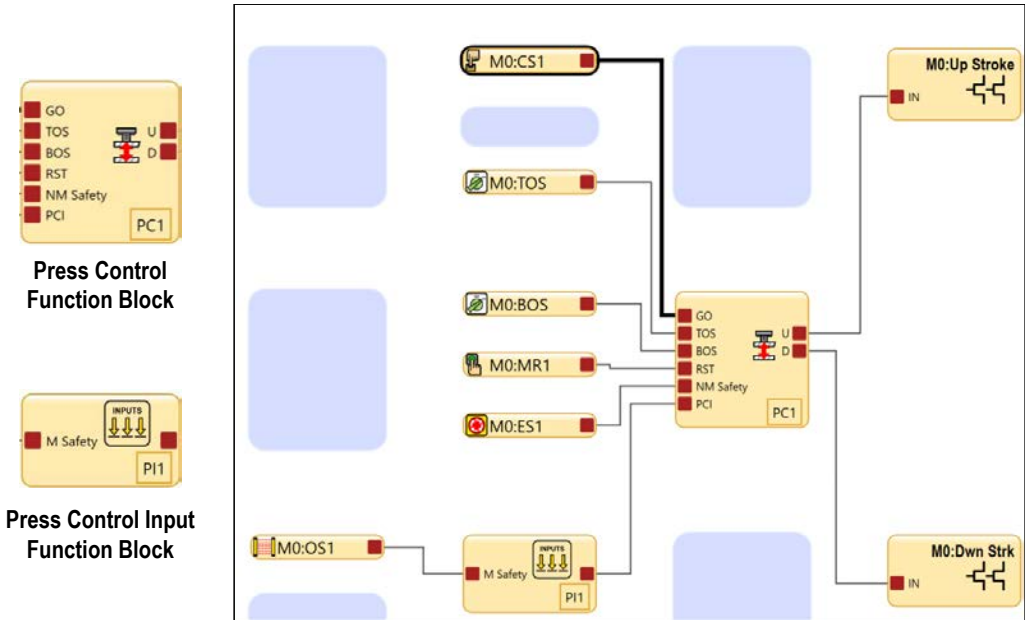 GO
TOS
BOS
RST
NM Safety
PCI
U
D
PC1
Press Control
Function Block
INPUTS
M Safety
PI1
Press Control Input
Function Block
M0:CS1
M0:TOS
M0:BOS
M0:MR1
M0:ES1
M0:OS1
INPUTS
M Safety
PI1
GO
TOS
BOS
RST
NM Safety
PCI
U
D
PC1
M0:Up Stroke
IN
M0:Dwn Strk
IN